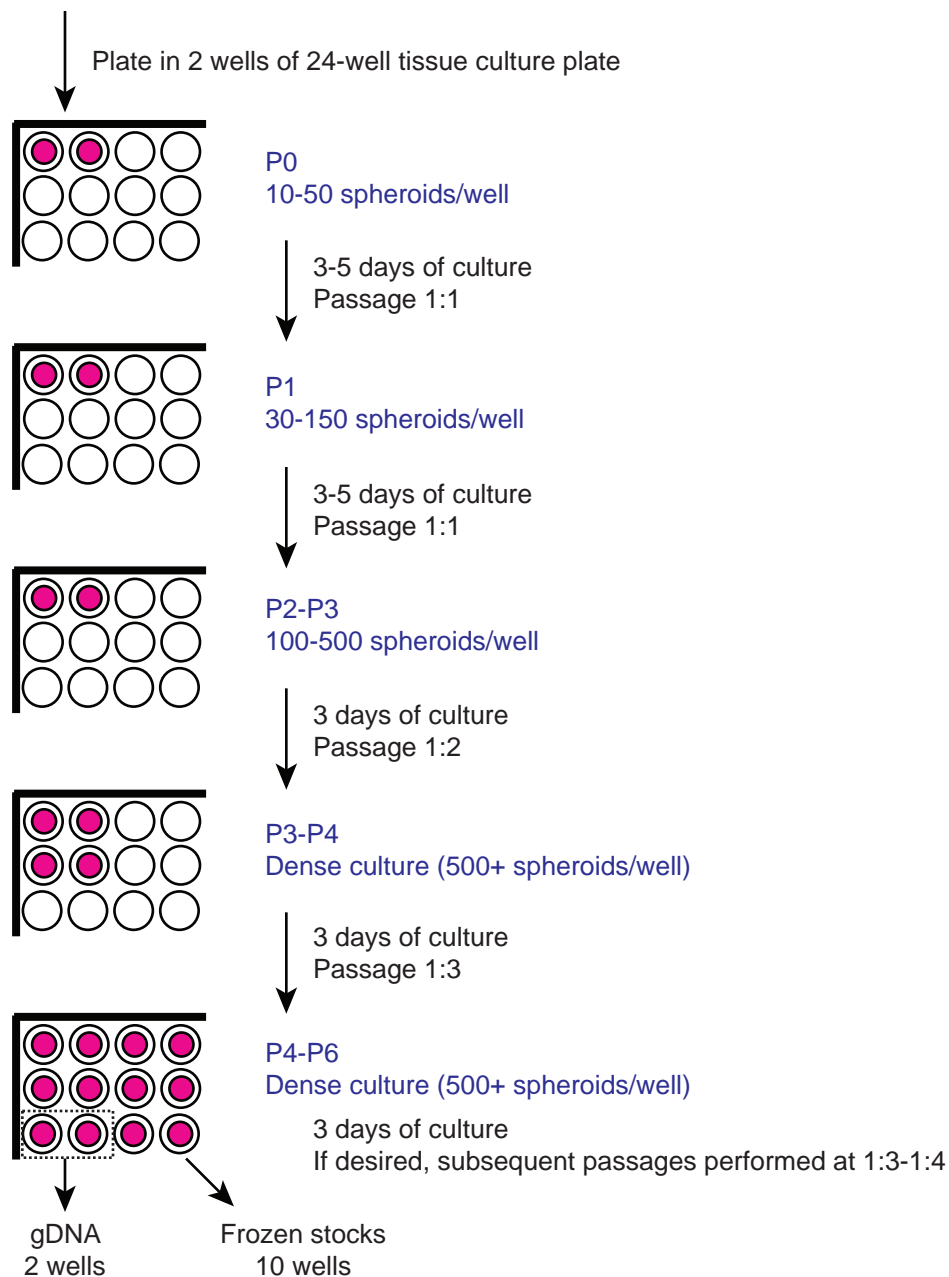 Plate in 2 wells of 24-well tissue culture plate
P0
10-50 spheroids/well
3-5 days of culture
Passage 1:1
P1
30-150 spheroids/well
3-5 days of culture
Passage 1:1
P2-P3
100-500 spheroids/well
3 days of culture
Passage 1:2
P3-P4
Dense culture (500+ spheroids/well)
3 days of culture
Passage 1:3
P4-P6
Dense culture (500+ spheroids/well)
3 days of culture
If desired, subsequent passages performed at 1:3-1:4
gDNA
2 wells
Frozen stocks
10 wells